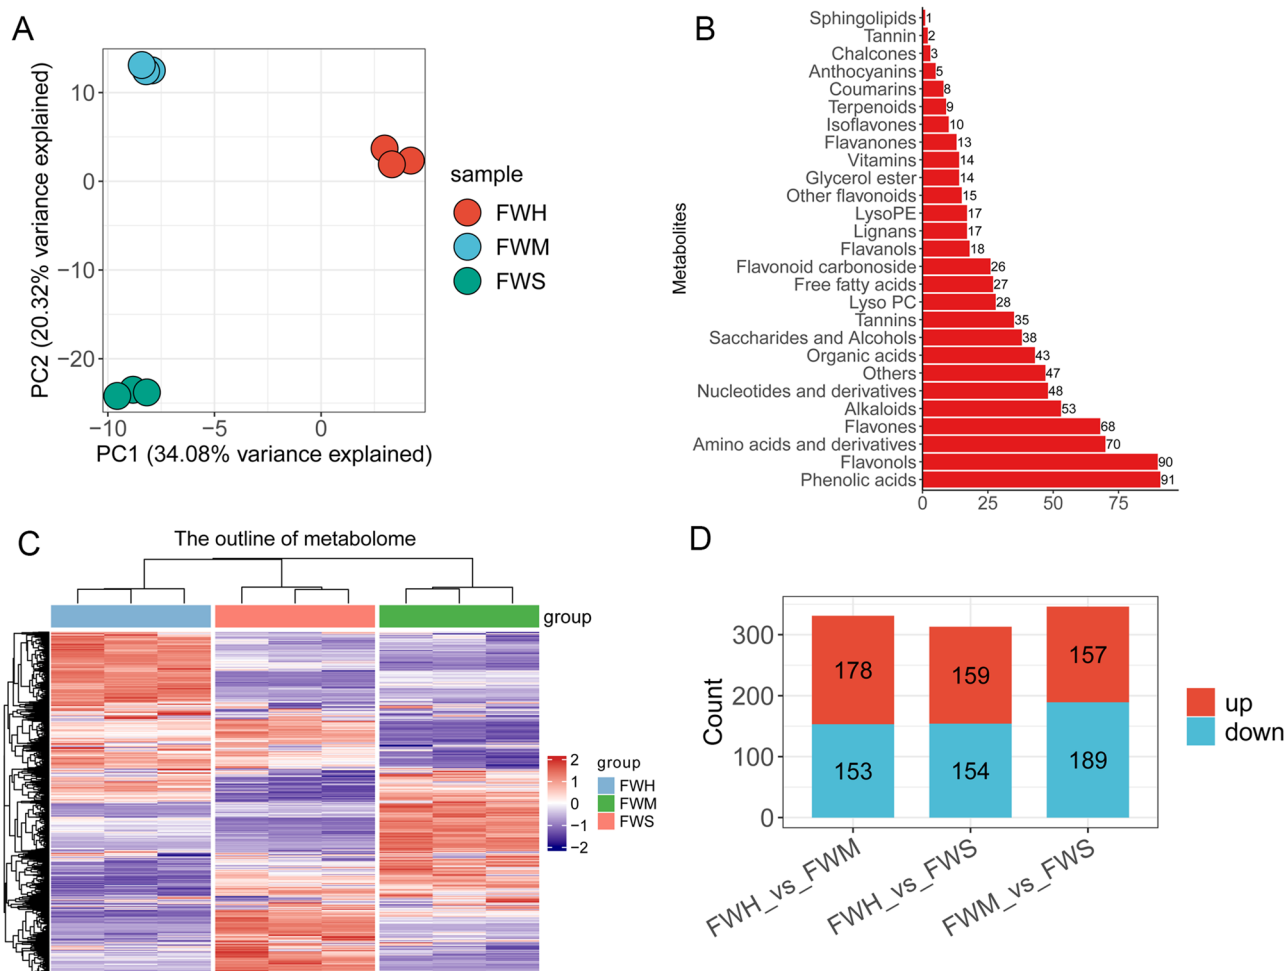 A
PC2 (20.32% variance explained)
10
0
−10
−20
−10
−5
0
PC1 (34.08% variance explained)
sample
FWH
FWM
FWS
B
Metabolites
Sphingolipids 1
Tannin 2
Chalcones 3
Anthocyanins 5
Coumarins 8
Terpenoids 9
Isoflavones 10
Flavanones 13
Vitamins 14
Glycerol ester 14
Other flavonoids 15
LysoPE 17
Lignans 17
Flavanols 18
Flavonoid carbonoside 26
Free fatty acids 27
Lyso PC 28
Tannins 35
Saccharides and Alcohols 38
Organic acids 43
Others 47
Nucleotides and derivatives 48
Alkaloids 53
Flavones 68
Amino acids and derivatives 70
Flavonols 90
Phenolic acids 91
0 25 50 75
C
The outline of metabolome
group
2
1
0
−1
−2
group
FWH
FWM
FWS
D
Count
300
200
100
0
178
153
159
154
157
189
FWH_vs_FWM
FWH_vs_FWS
FWM_vs_FWS
up
down